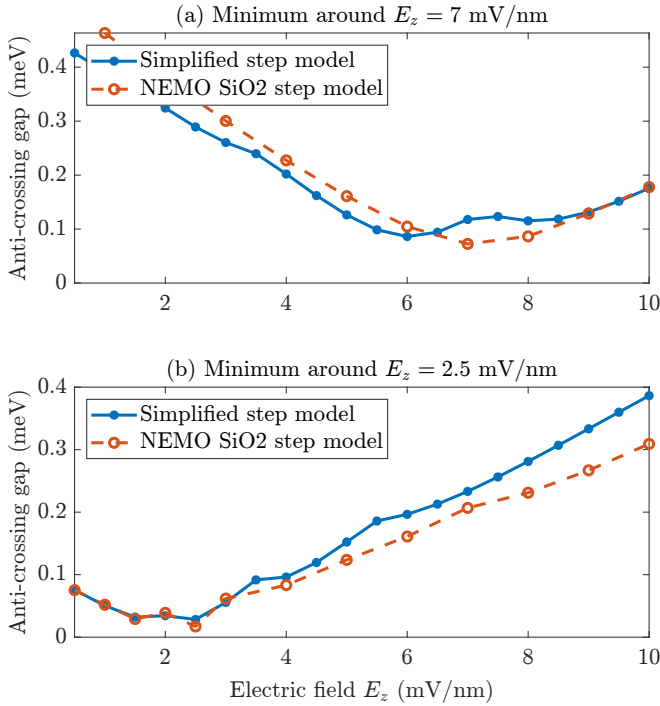 (a) Minimum around E_z = 7 mV/nm
Anti-crossing gap (meV)
0.4
0.3
0.2
0.1
0
Simplified step model
NEMO SiO2 step model
2 4 6 8 10
(b) Minimum around E_z = 2.5 mV/nm
Anti-crossing gap (meV)
0.4
0.3
0.2
0.1
0
Simplified step model
NEMO SiO2 step model
2 4 6 8 10
Electric field E_z (mV/nm)